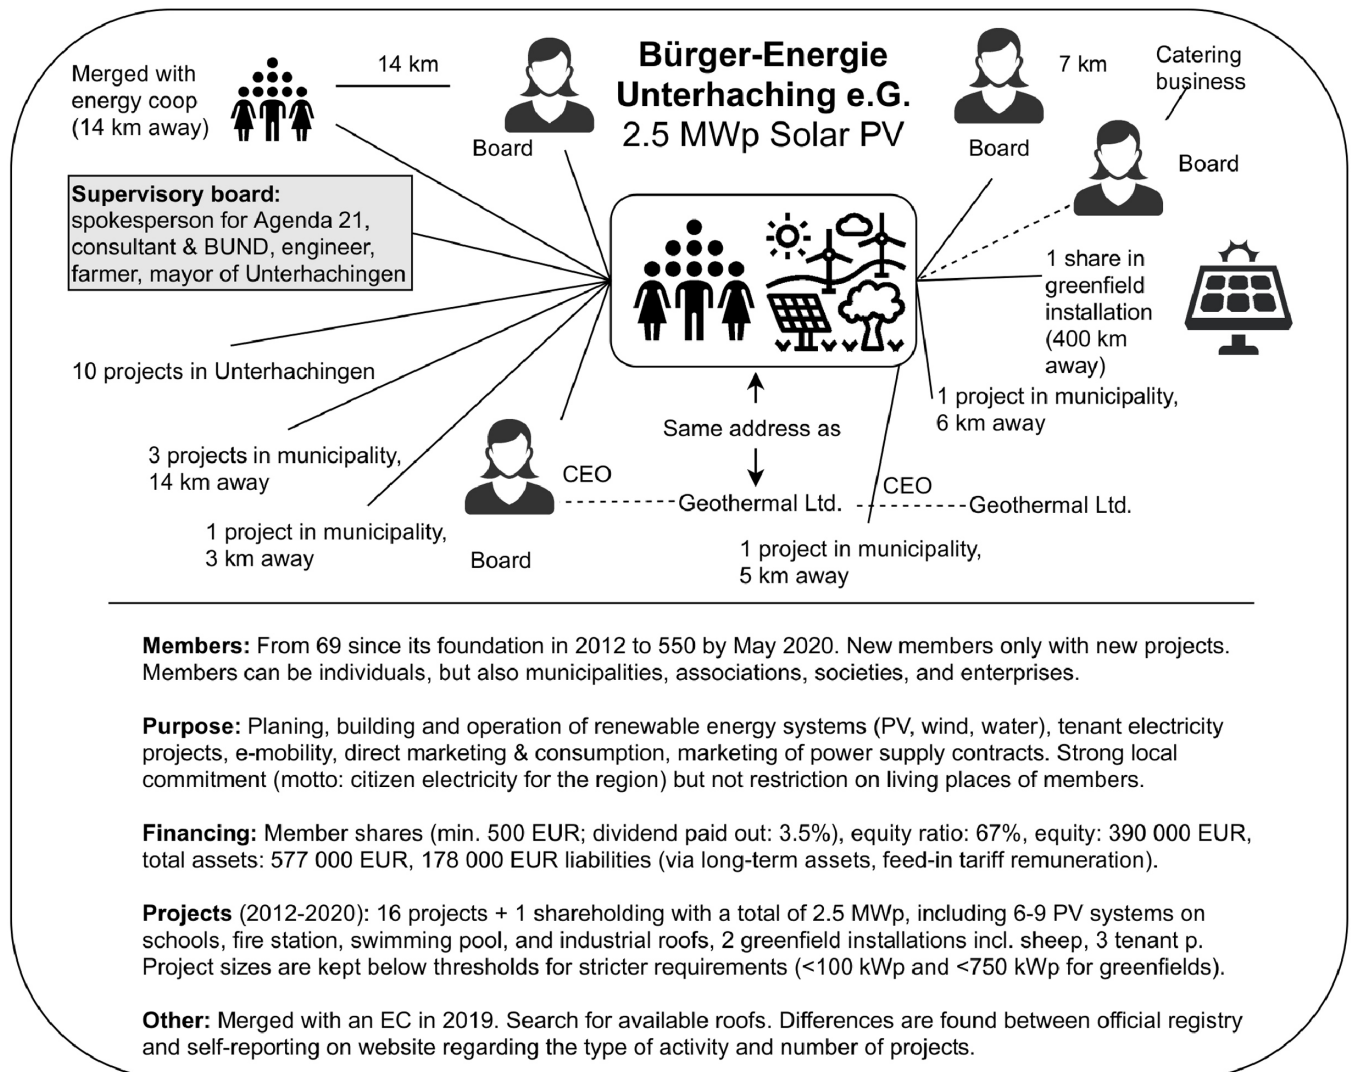 Bürger-Energie
Unterhaching e.G.
2.5 MWp Solar PV
Merged with
energy coop
(14 km away)
14 km
Board
7 km
Board
Catering
business
Board
Supervisory board:
spokesperson for Agenda 21,
consultant & BUND, engineer,
farmer, mayor of Unterhachingen
1 share in
greenfield
installation
(400 km
away)
10 projects in Unterhachingen
1 project in municipality,
6 km away
3 projects in municipality,
14 km away
Same address as
CEO
Geothermal Ltd.
CEO
Geothermal Ltd.
1 project in municipality,
3 km away
Board
1 project in municipality,
5 km away
Members: From 69 since its foundation in 2012 to 550 by May 2020. New members only with new projects.
Members can be individuals, but also municipalities, associations, societies, and enterprises.
Purpose: Planing, building and operation of renewable energy systems (PV, wind, water), tenant electricity
projects, e-mobility, direct marketing & consumption, marketing of power supply contracts. Strong local
commitment (motto: citizen electricity for the region) but not restriction on living places of members.
Financing: Member shares (min. 500 EUR; dividend paid out: 3.5%), equity ratio: 67%, equity: 390 000 EUR,
total assets: 577 000 EUR, 178 000 EUR liabilities (via long-term assets, feed-in tariff remuneration).
Projects (2012-2020): 16 projects + 1 shareholding with a total of 2.5 MWp, including 6-9 PV systems on
schools, fire station, swimming pool, and industrial roofs, 2 greenfield installations incl. sheep, 3 tenant p.
Project sizes are kept below thresholds for stricter requirements (<100 kWp and <750 kWp for greenfields).
Other: Merged with an EC in 2019. Search for available roofs. Differences are found between official registry
and self-reporting on website regarding the type of activity and number of projects.